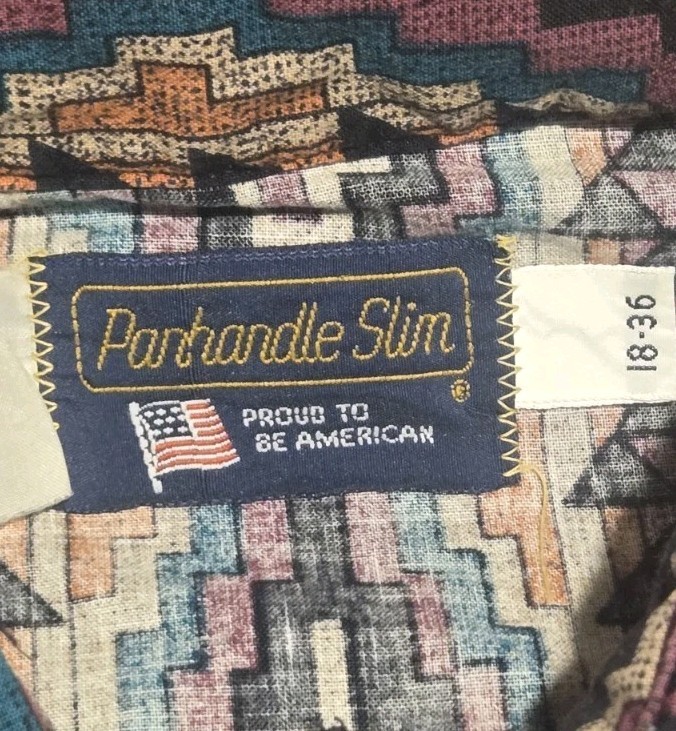 Panhandle Slim
®
PROUD TO
BE AMERICAN
18-36